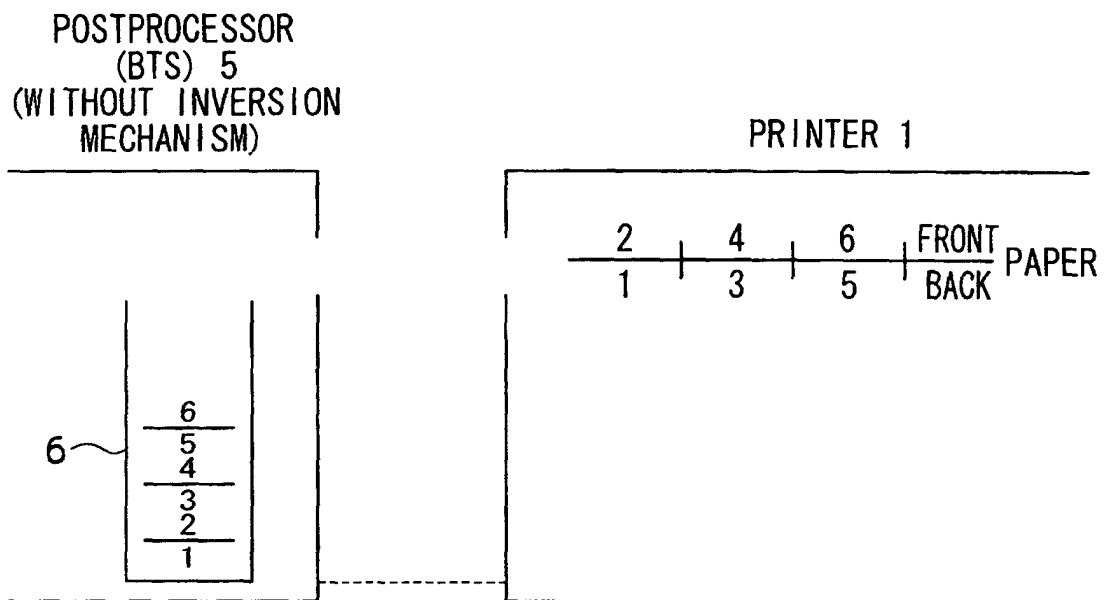 POSTPROCESSOR
(BTS) 5
(WITHOUT INVERSION
MECHANISM)
PRINTER 1
2 4 6 FRONT
PAPER
1 3 5 BACK
6
6
5
4
3
2
1